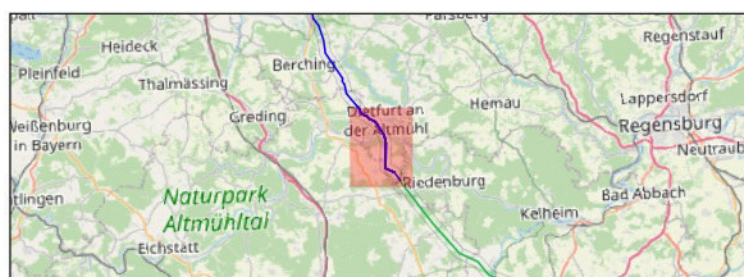 Parsberg
Heideck
Regenstauf
Berching
Pleinfeld
Thalmässing
Lappersdorf
Dietfurt an
der Altmühl
Hemau
Greding
Weißenburg
in Bayern
Regensburg
Neutraub
Riedenburg
Naturpark
Altmühltal
tlingen
Bad Abbach
Kelheim
Eichstätt